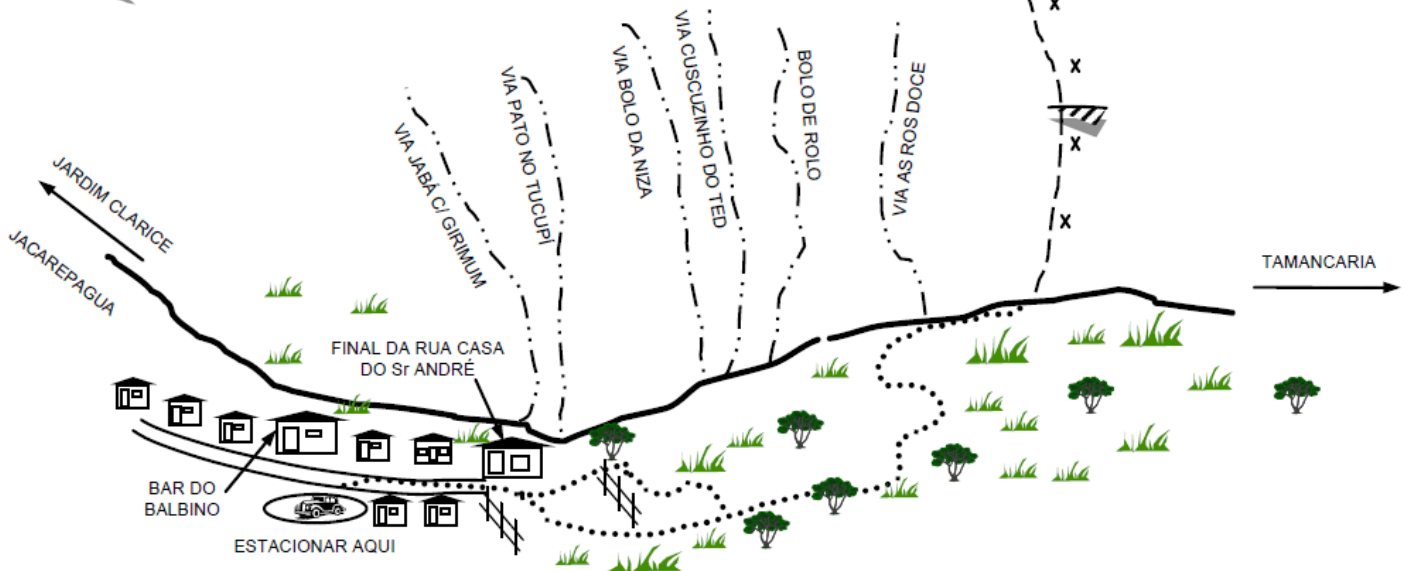 JARDIM CLARICE
JACAREPAGUA
VIA JABÁ C/ GIRIMUM
VIA PATO NO TUCUPÍ
VIA BOLO DA NIZA
VIA CUSCUZINHO DO TED
BOLO DE ROLO
VIA AS ROS DOCE
TAMANCARIA
FINAL DA RUA CASA
DO Sr ANDRÉ
BAR DO
BALBINO
ESTACIONAR AQUI
X
X
X
X